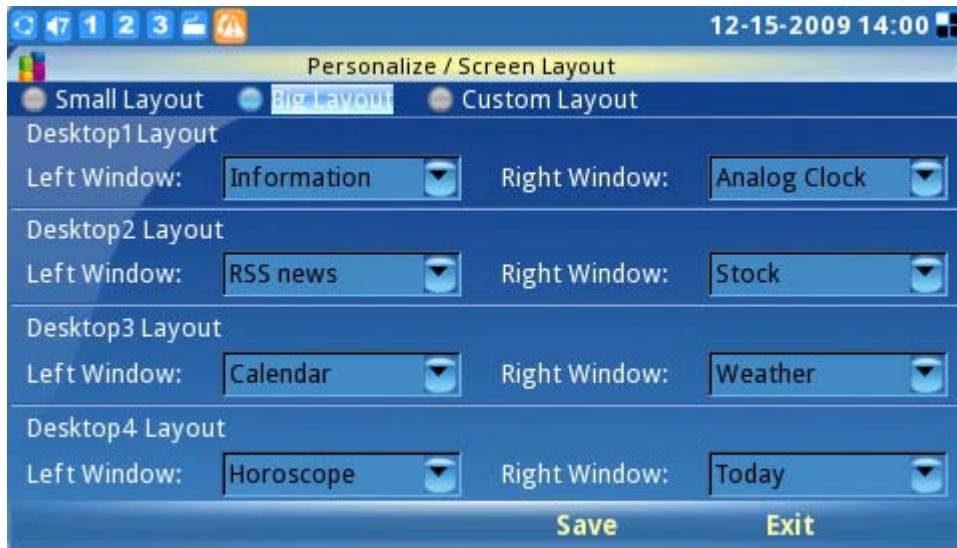 7 1 2 3 12-15-2009 14:00
Personalize / Screen Layout
Small Layout Big Layout Custom Layout
Desktop1 Layout
Left Window: Information Right Window: Analog Clock
Desktop2 Layout
Left Window: RSS news Right Window: Stock
Desktop3 Layout
Left Window: Calendar Right Window: Weather
Desktop4 Layout
Left Window: Horoscope Right Window: Today
Save Exit